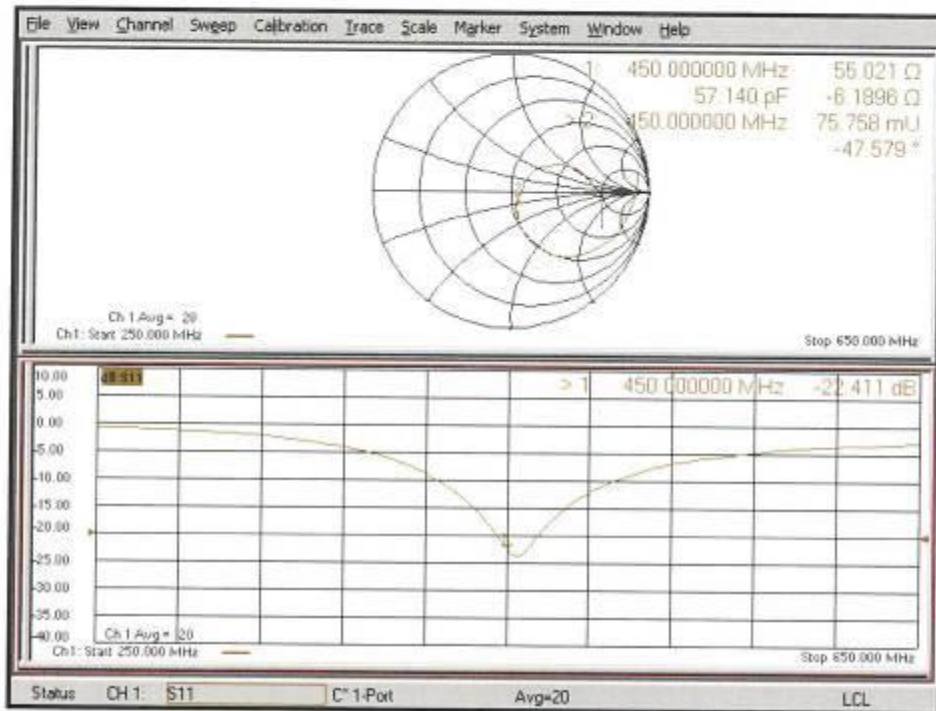 File View Channel Sweep Calibration Trace Scale Marker System Window Help
1: 450.000000 MHz 55.021 Ω
57.140 pF -6.1896 Ω
> 2: 450.000000 MHz 75.758 mU
-47.579 °
Ch 1 Avg = 20
Ch1: Start 250.000 MHz Stop 650.000 MHz
10.00 dB S11 > 1 450.000000 MHz -22.411 dB
5.00
0.00
-5.00
-10.00
-15.00
-20.00
-25.00
-30.00
-35.00
-40.00 Ch 1 Avg = 20
Ch1: Start 250.000 MHz Stop 650.000 MHz
Status CH 1: S11 C* 1-Port Avg=20 LCL